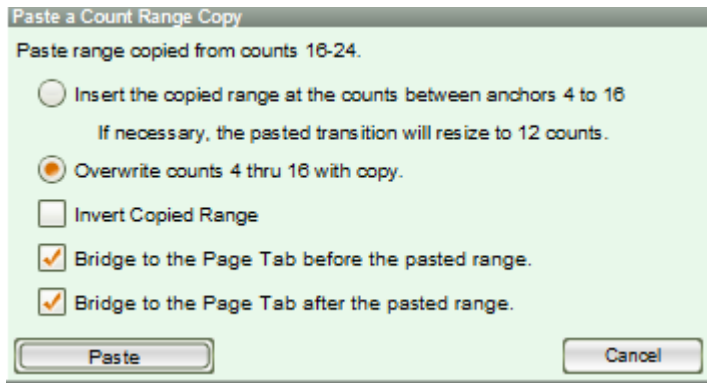 Paste a Count Range Copy
Paste range copied from counts 16-24.
Insert the copied range at the counts between anchors 4 to 16
If necessary, the pasted transition will resize to 12 counts.
Overwrite counts 4 thru 16 with copy.
Invert Copied Range
Bridge to the Page Tab before the pasted range.
Bridge to the Page Tab after the pasted range.
Paste Cancel